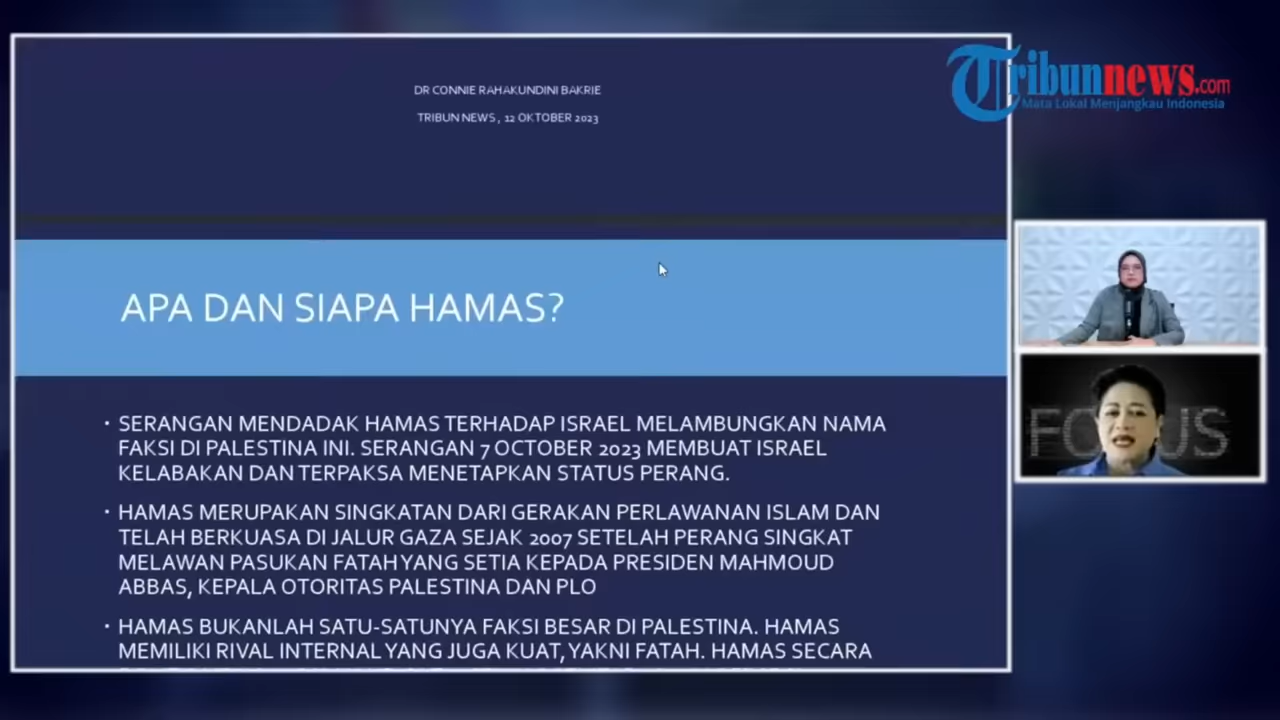 DR CONNIE RAHAKUNDINI BAKRIE
TRIBUN NEWS , 12 OKTOBER 2023
Tribunnews.com
Mata Lokal Menjangkau Indonesia
APA DAN SIAPA HAMAS?
FOCUS
• SERANGAN MENDADAK HAMAS TERHADAP ISRAEL MELAMBUNGKAN NAMA
FAKSI DI PALESTINA INI. SERANGAN 7 OCTOBER 2023 MEMBUAT ISRAEL
KELABAKAN DAN TERPAKSA MENETAPKAN STATUS PERANG.
• HAMAS MERUPAKAN SINGKATAN DARI GERAKAN PERLAWANAN ISLAM DAN
TELAH BERKUASA DI JALUR GAZA SEJAK 2007 SETELAH PERANG SINGKAT
MELAWAN PASUKAN FATAH YANG SETIA KEPADA PRESIDEN MAHMOUD
ABBAS, KEPALA OTORITAS PALESTINA DAN PLO
• HAMAS BUKANLAH SATU-SATUNYA FAKSI BESAR DI PALESTINA. HAMAS
MEMILIKI RIVAL INTERNAL YANG JUGA KUAT, YAKNI FATAH. HAMAS SECARA